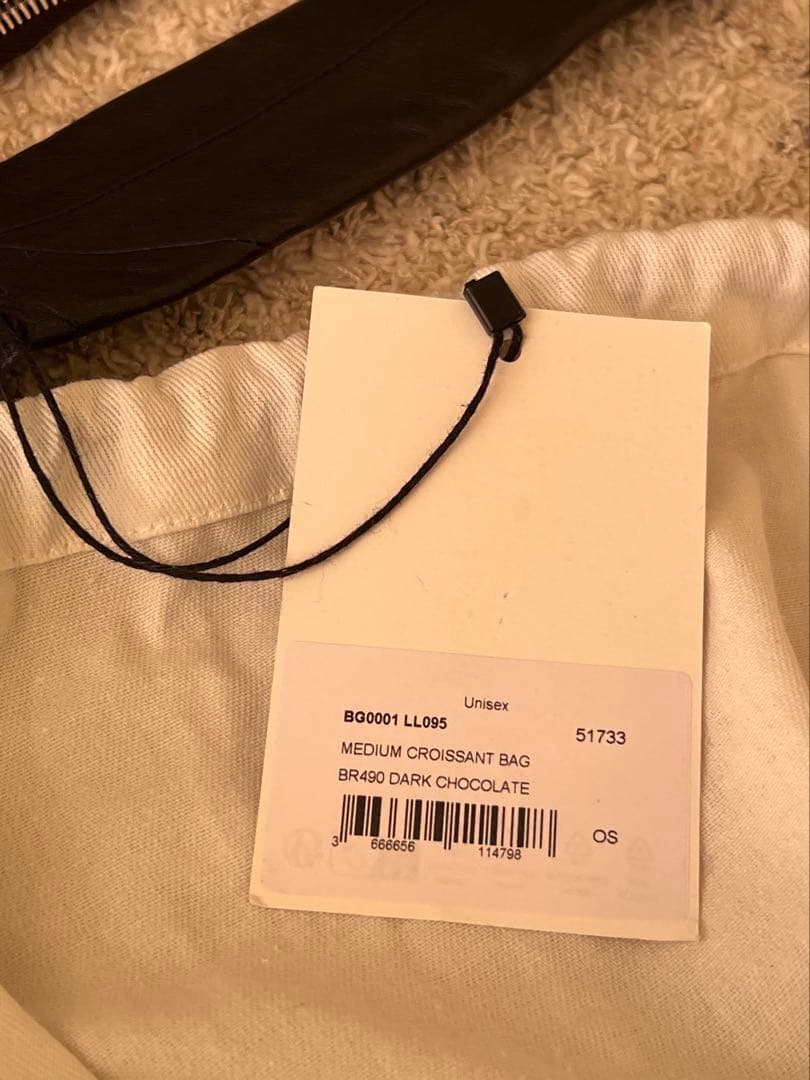 Unisex
BG0001 LL095
51733
MEDIUM CROISSANT BAG
BR490 DARK CHOCOLATE
OS
3 666656 114798